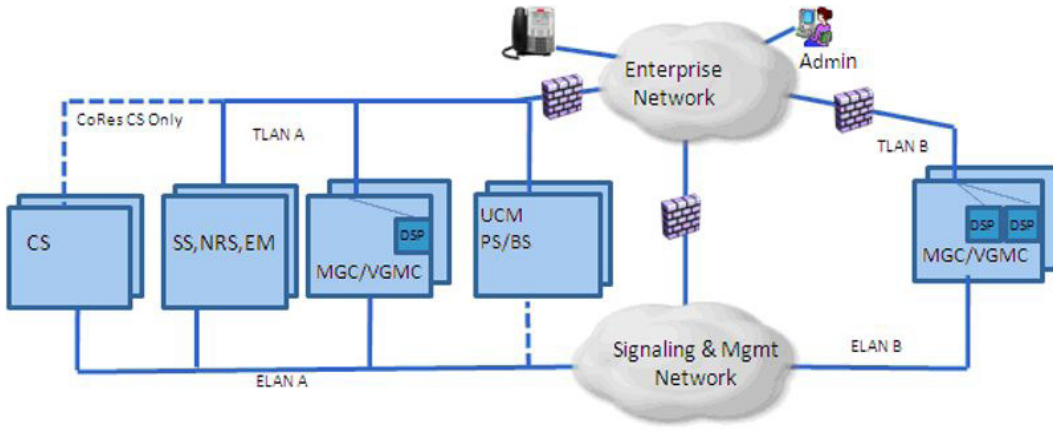 Enterprise
Network
Admin
CoRes CS Only
TLAN A
TLAN B
CS
SS,NRS,EM
DSP
MGC/VGMC
UCM
PS/BS
DSP DSP
MGC/VGMC
Signaling & Mgmt
Network
ELAN A
ELAN B